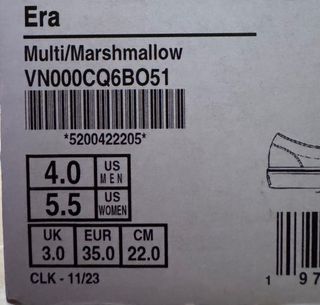 Era
Multi/Marshmallow
VN000CQ6BO51
*5200422205*
4.0 US MEN
5.5 US WOMEN
UK EUR CM
3.0 35.0 22.0
1 97
CLK - 11/23